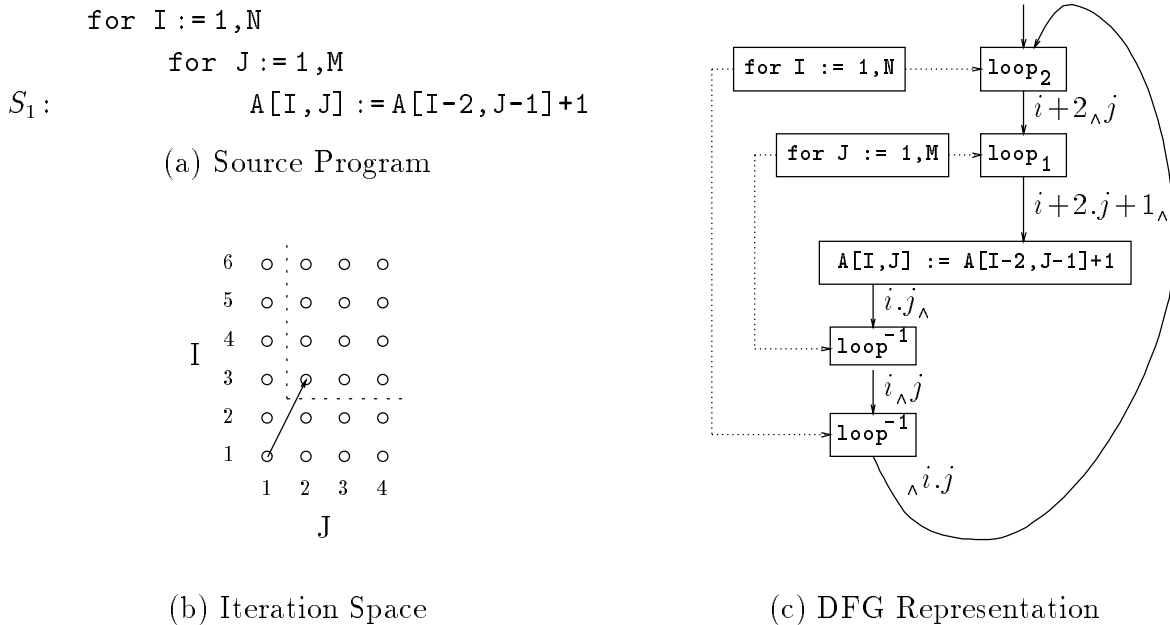 for I := 1,N
for J := 1,M
S₁ : A[I,J] := A[I-2,J-1]+1
(a) Source Program
6
5
4
I
3
2
1
1 2 3 4
J
(b) Iteration Space
for I := 1,N
loop₂
i+2‸j
for J := 1,M
loop₁
i+2.j+1‸
A[I,J] := A[I-2,J-1]+1
i.j‸
loop⁻¹
i‸j
loop⁻¹
‸i.j
(c) DFG Representation